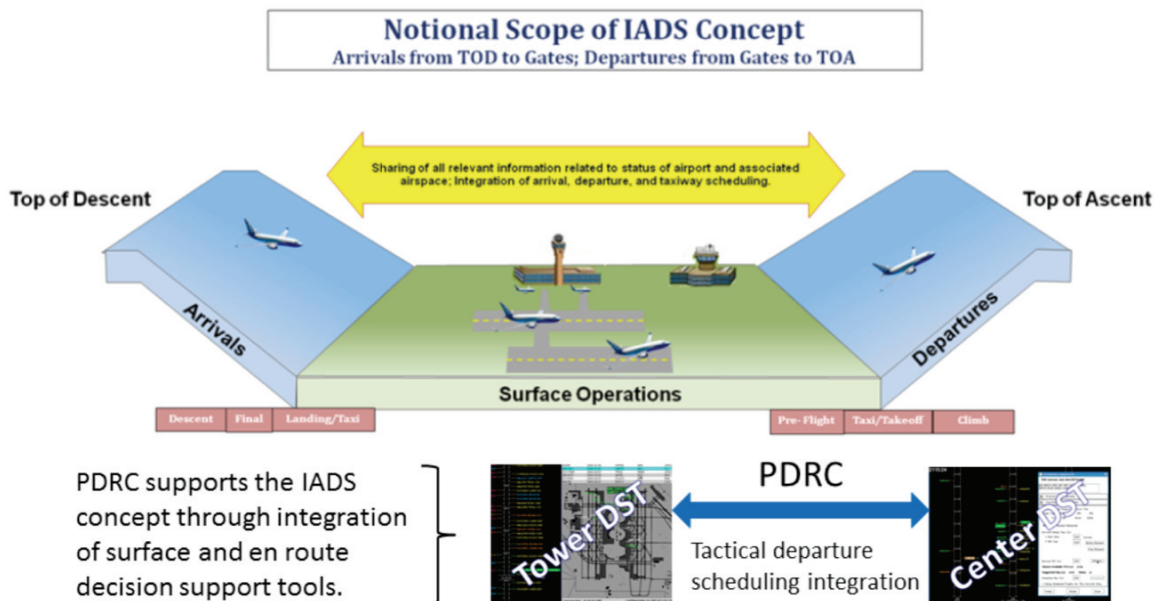 Notional Scope of IADS Concept
Arrivals from TOD to Gates; Departures from Gates to TOA
Sharing of all relevant information related to status of airport and associated
airspace; Integration of arrival, departure, and taxiway scheduling.
Top of Descent
Top of Ascent
Arrivals
Departures
Surface Operations
Descent
Final
Landing/Taxi
Pre- Flight
Taxi/Takeoff
Climb
PDRC supports the IADS
concept through integration
of surface and en route
decision support tools.
Tower DST
PDRC
Tactical departure
scheduling integration
Center DST